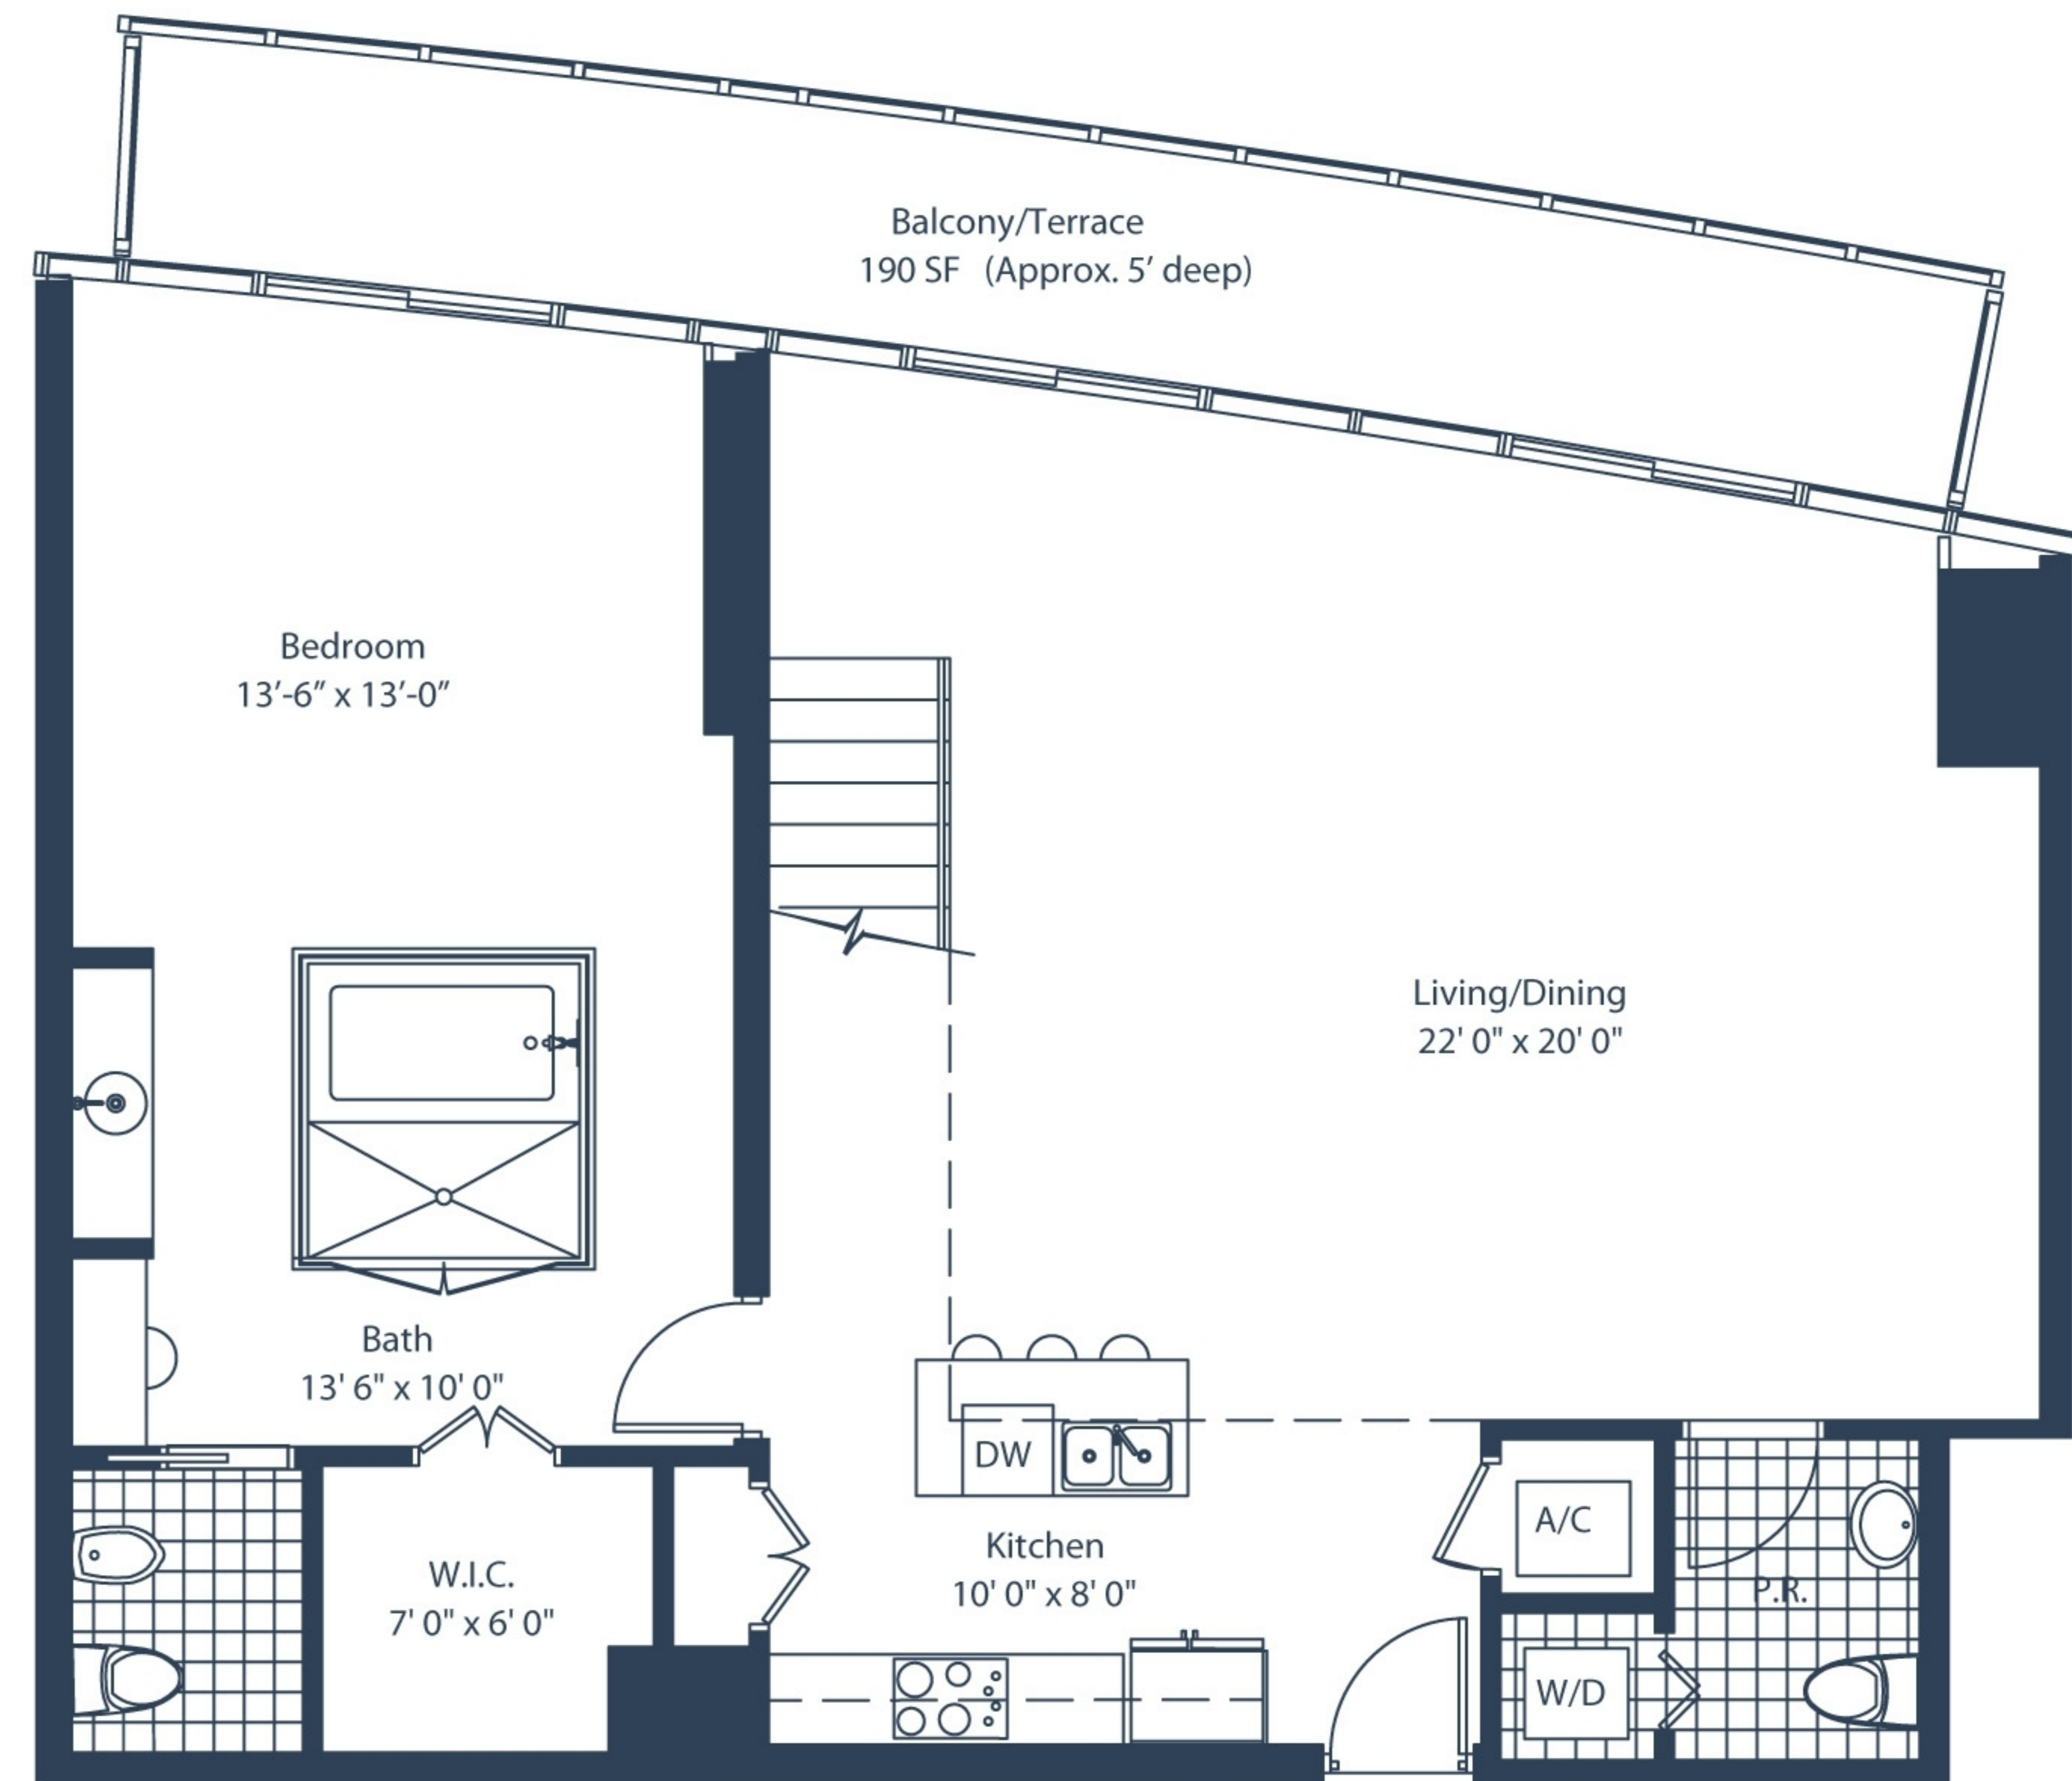 Balcony/Terrace
190 SF (Approx. 5’ deep)
Bedroom
13’-6” x 13’-0”
Living/Dining
22' 0" x 20' 0"
Bath
13' 6" x 10' 0"
DW
A/C
Kitchen
10' 0" x 8' 0"
W.I.C.
7' 0" x 6' 0"
P.R.
W/D